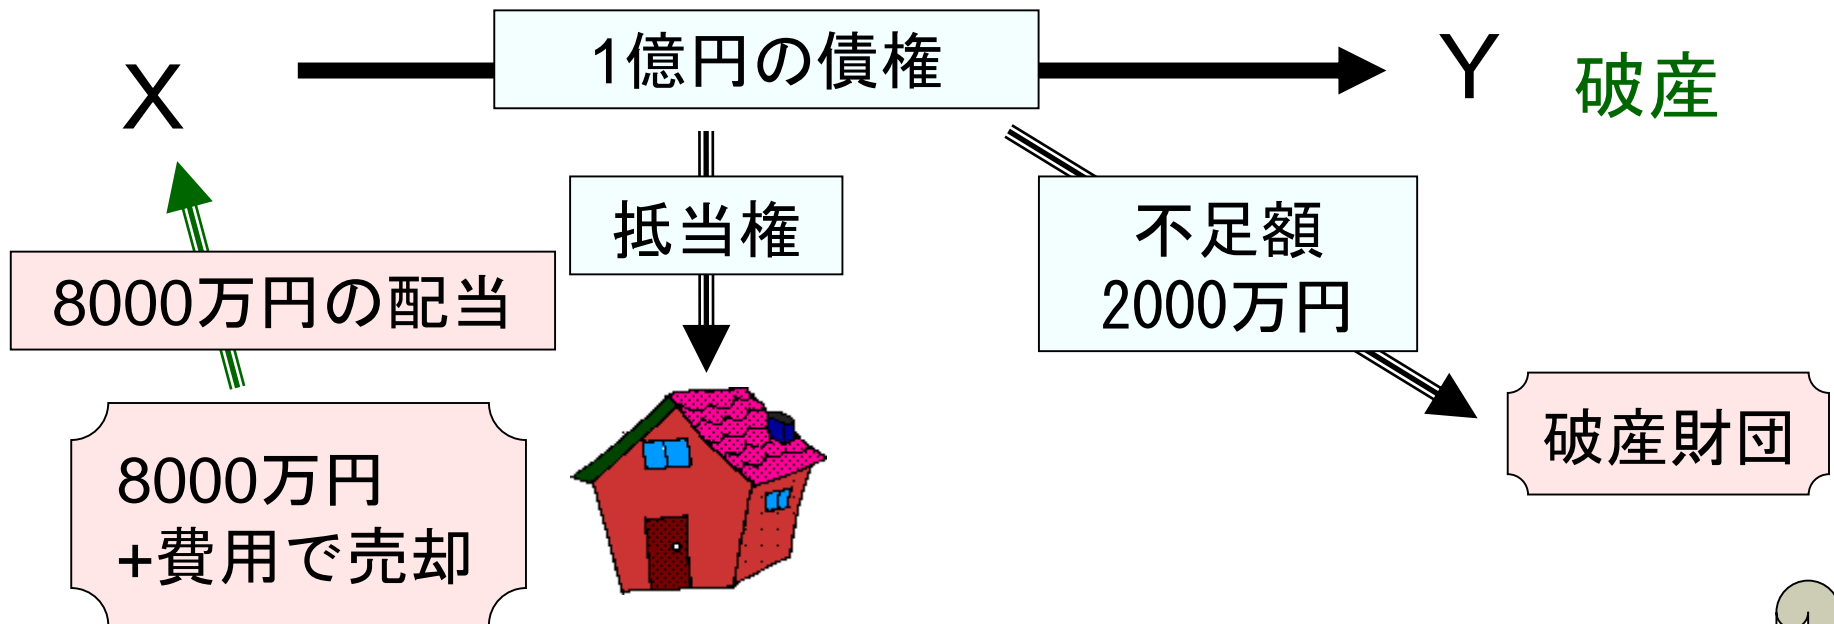 X
1億円の債権
Y
破産
抵当権
不足額
2000万円
8000万円の配当
8000万円
+費用で売却
破産財団